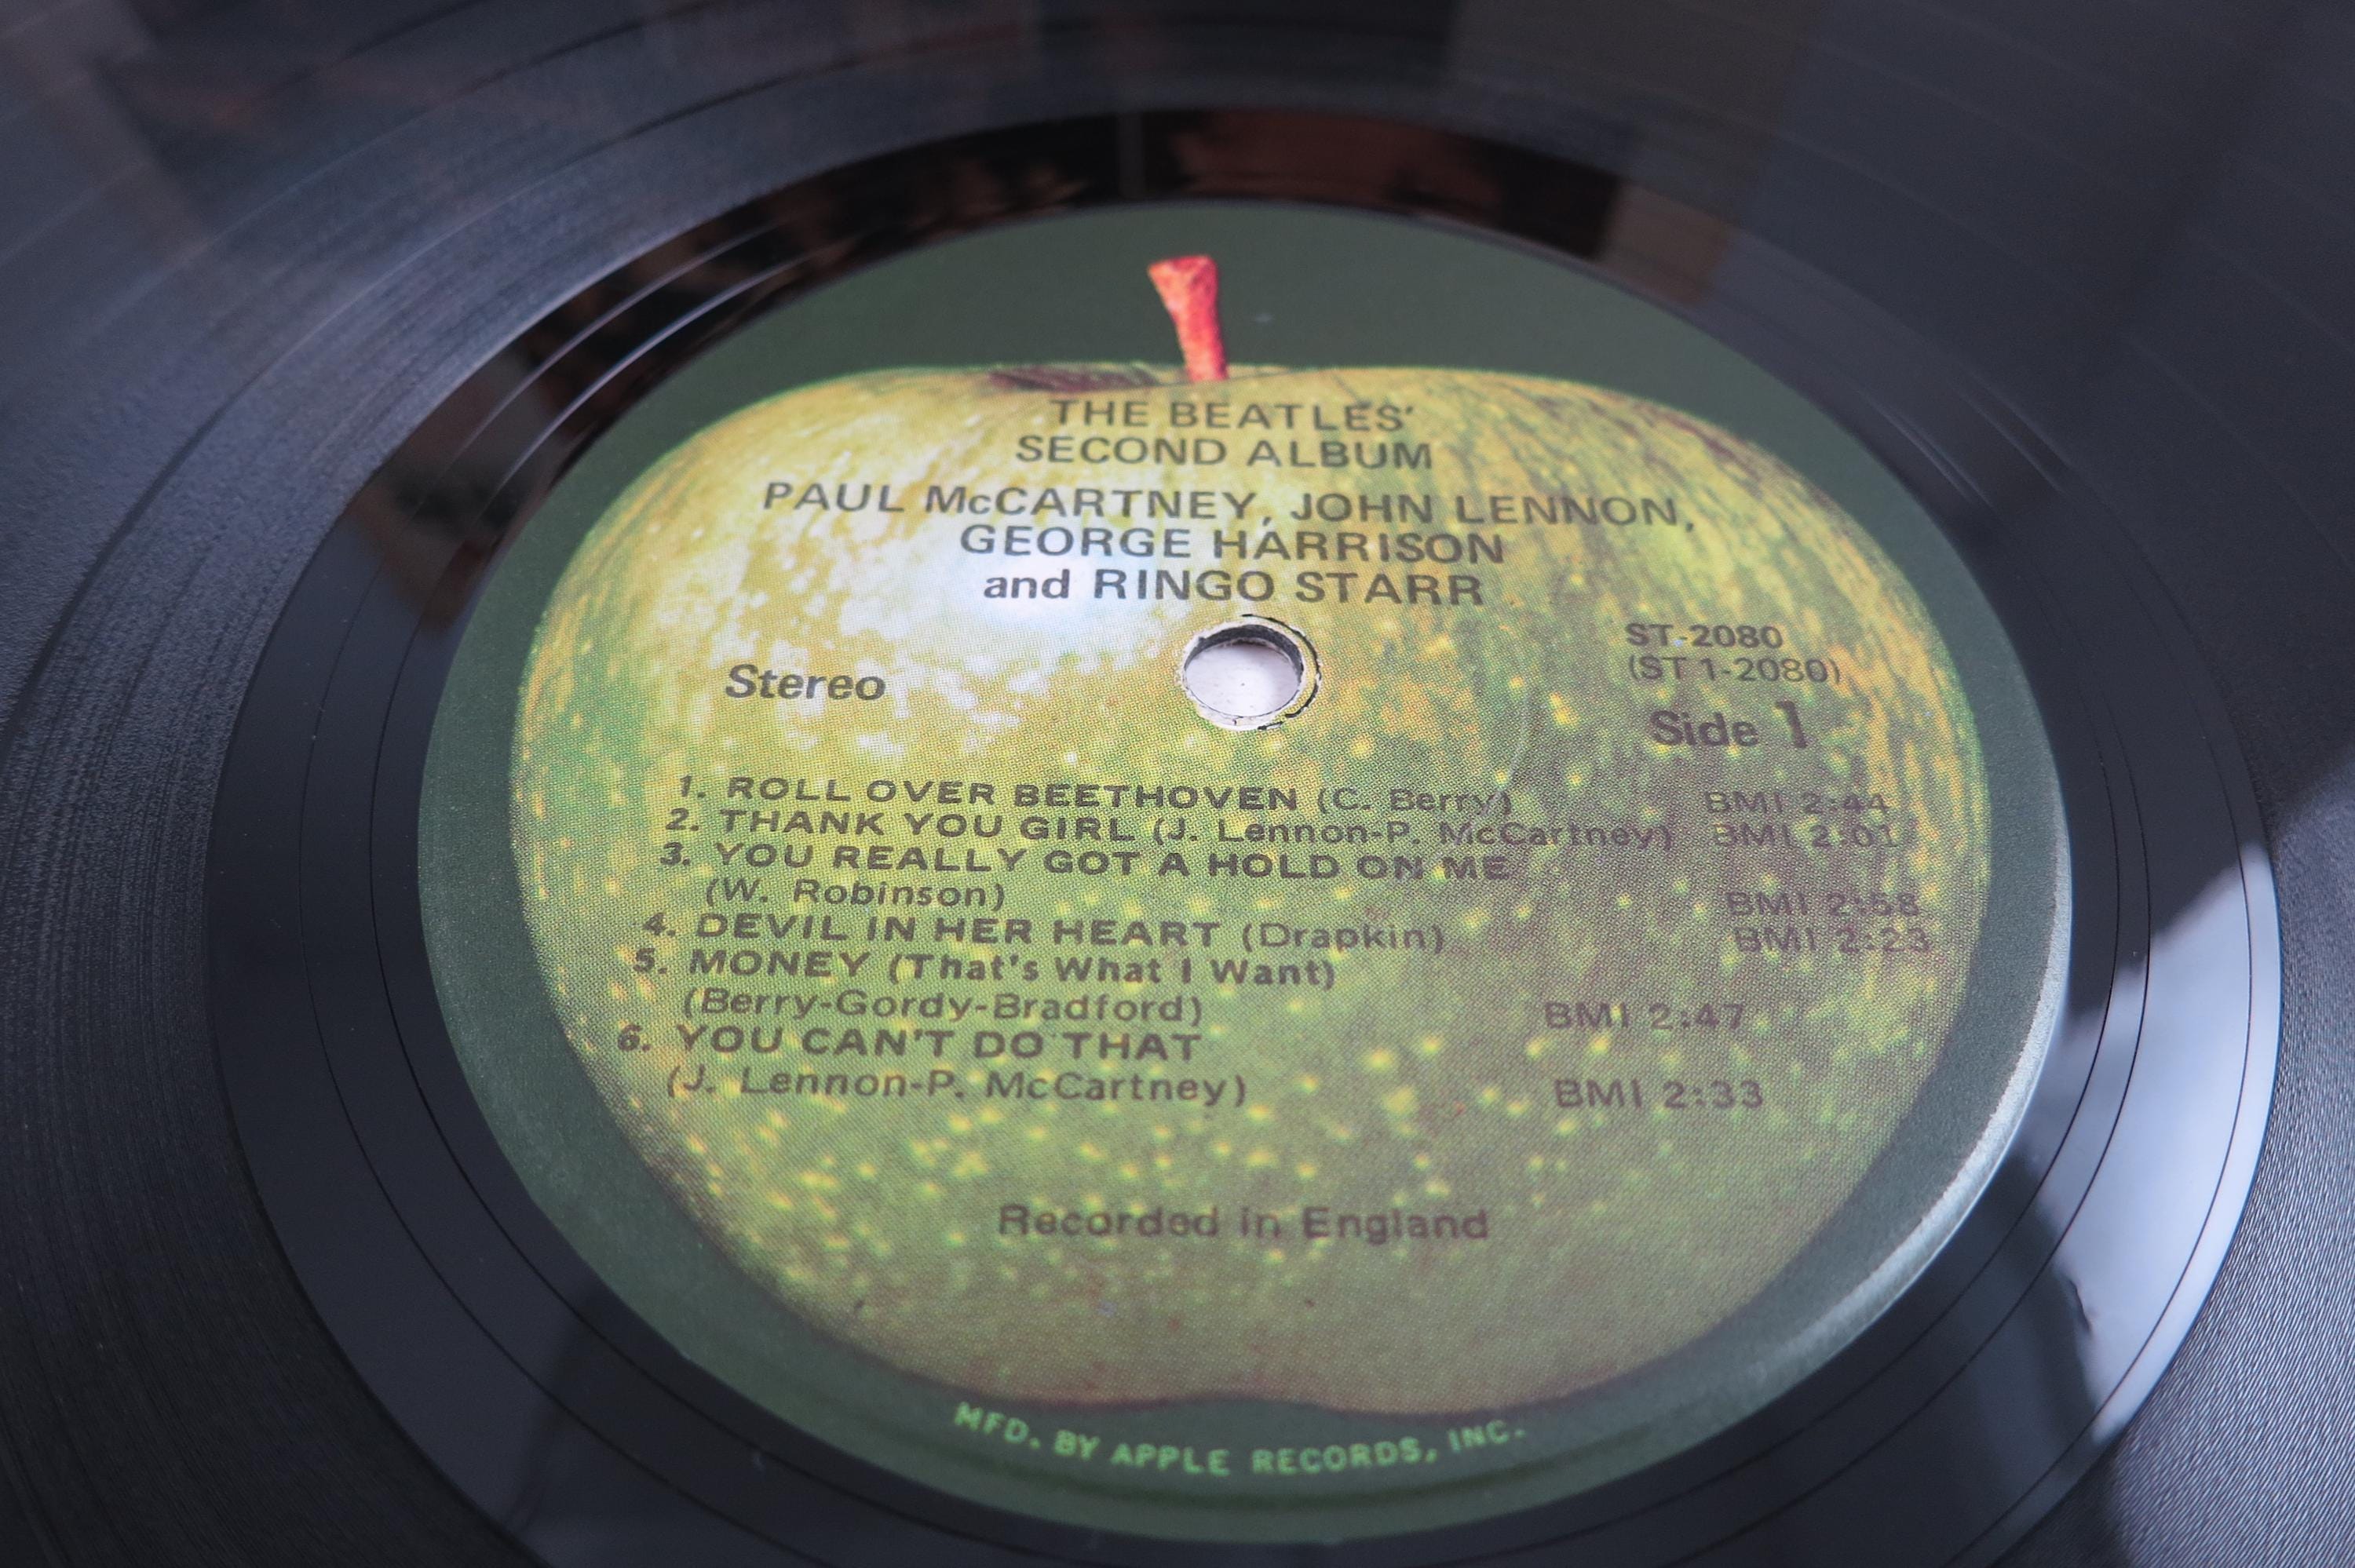 THE BEATLES'
SECOND ALBUM
PAUL McCARTNEY, JOHN LENNON,
GEORGE HARRISON
and RINGO STARR
Stereo
ST-2080
(ST 1-2080)
Side 1
1. ROLL OVER BEETHOVEN (C. Berry) BMI 2:44
2. THANK YOU GIRL (J. Lennon-P. McCartney) BMI 2:01
3. YOU REALLY GOT A HOLD ON ME
(W. Robinson) BMI 2:58
4. DEVIL IN HER HEART (Drapkin) BMI 2:23
5. MONEY (That's What I Want)
(Berry-Gordy-Bradford) BMI 2:47
6. YOU CAN'T DO THAT
(J. Lennon-P. McCartney) BMI 2:33
Recorded in England
MFD. BY APPLE RECORDS, INC.